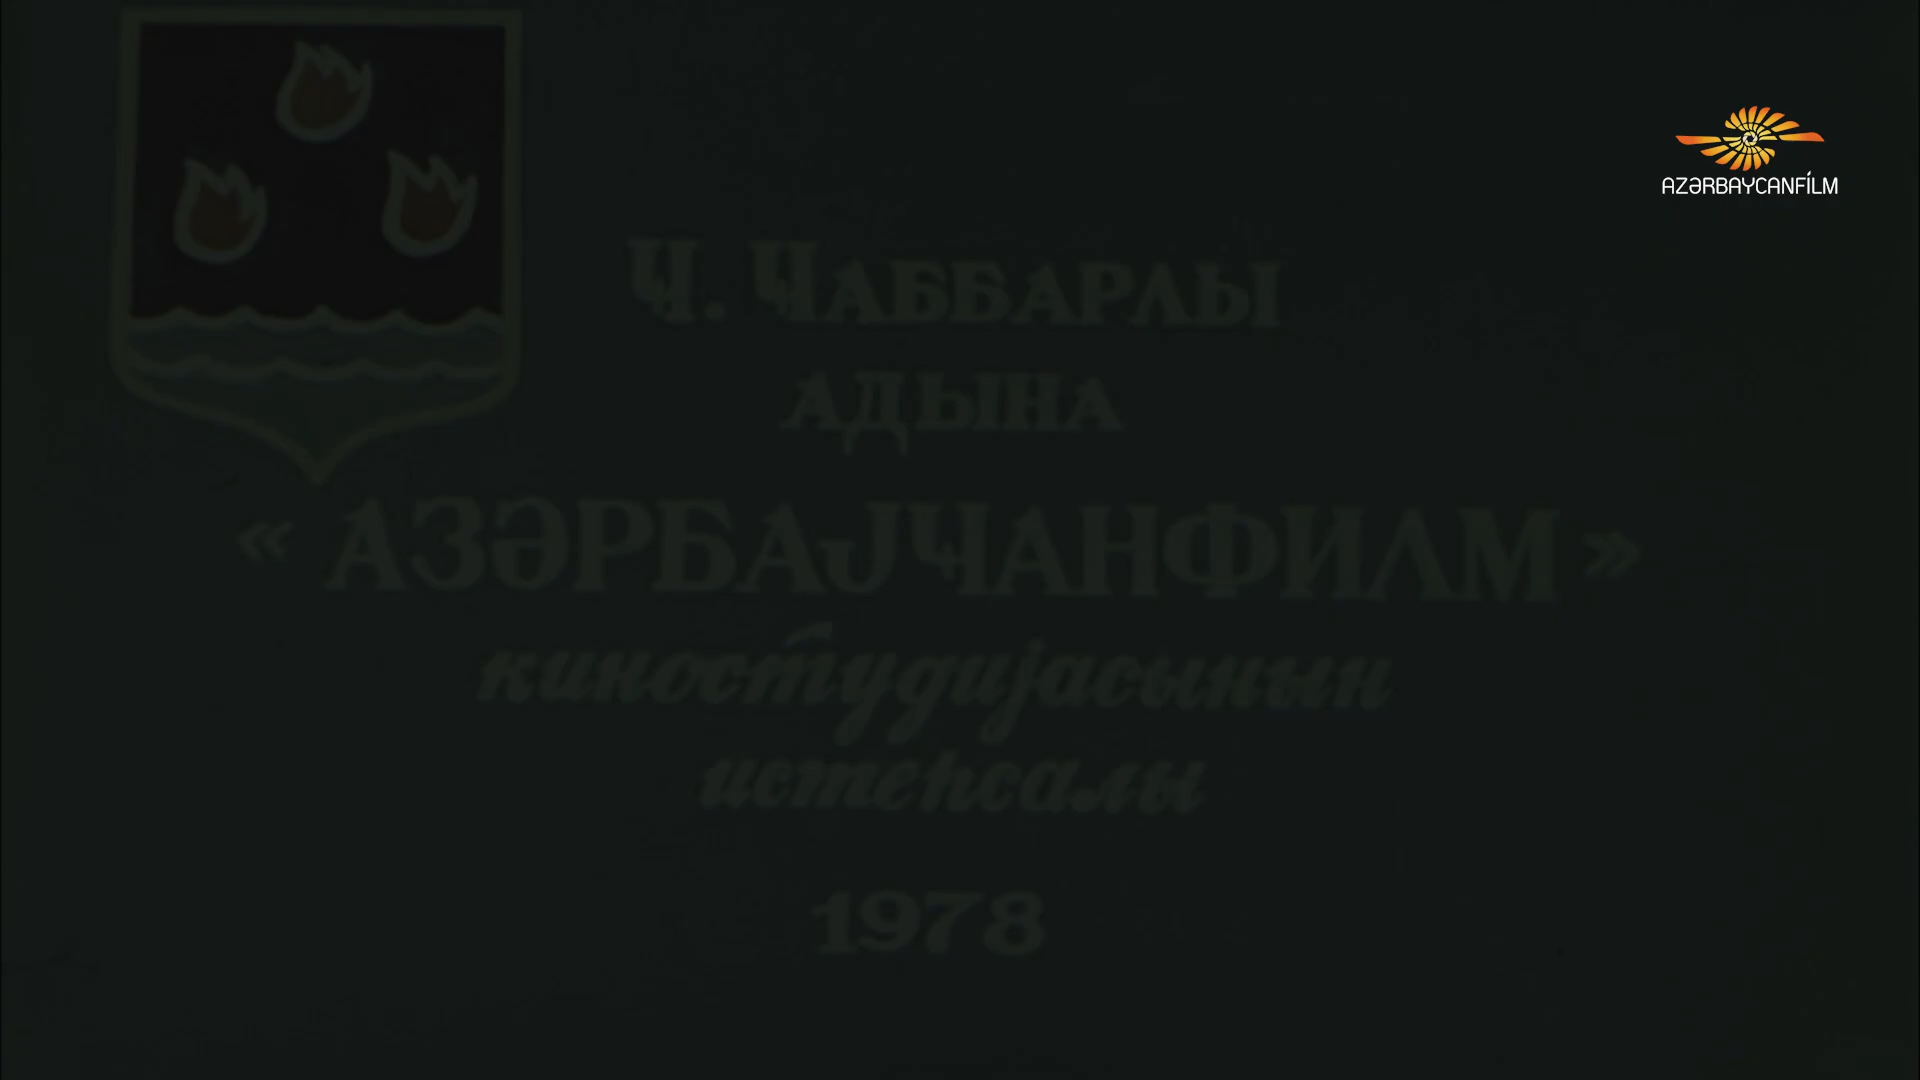 AZƏRBAYCANFİLM
Ҹ. Ҹаббарлы
адына
« АЗӘРБАЈҸАНФИЛМ »
киностудијасынын
истеһсалы
1978